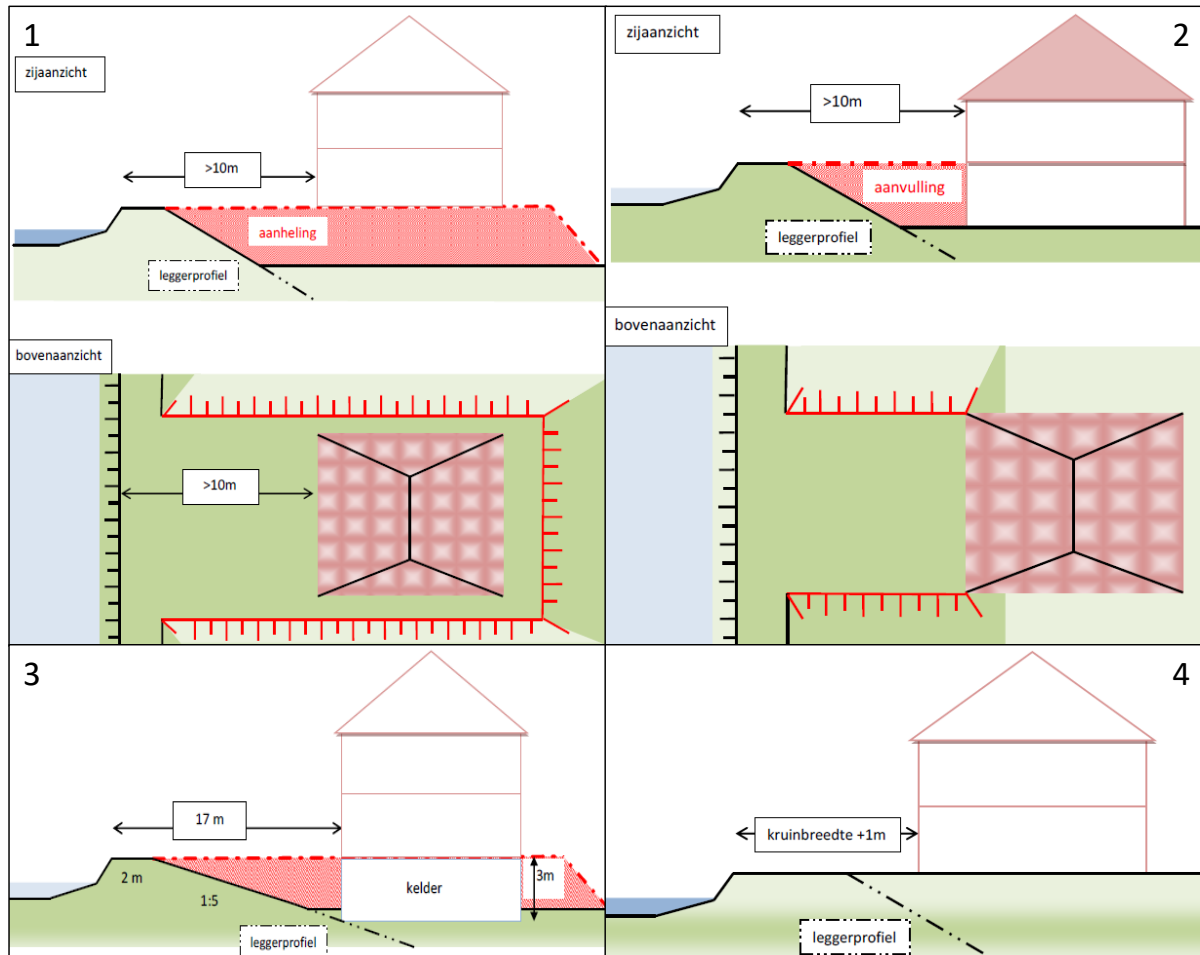 1
zijaanzicht
>10m
aanheling
leggerprofiel
bovenaanzicht
>10m
2
zijaanzicht
>10m
aanvulling
leggerprofiel
bovenaanzicht
3
17 m
2 m
1:5
kelder
3m
leggerprofiel
4
kruinbreedte +1m
leggerprofiel